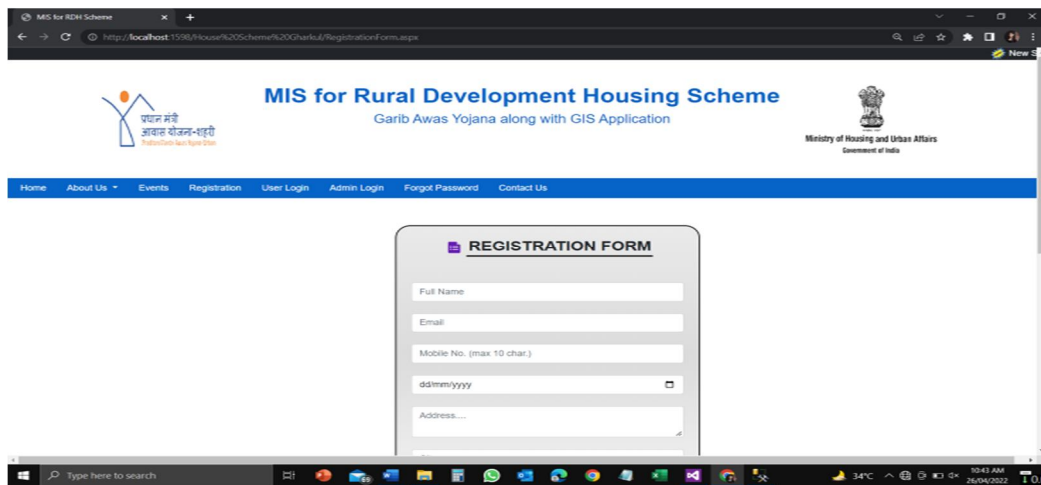 MIS for RDH Scheme
http://localhost:1598/House%20Scheme%20Gharkul/RegistrationForm.aspx
New S
MIS for Rural Development Housing Scheme
Garib Awas Yojana along with GIS Application
प्रधान मंत्री
आवास योजना-शहरी
Ministry of Housing and Urban Affairs
Government of India
Home About Us Events Registration User Login Admin Login Forgot Password Contact Us
REGISTRATION FORM
Full Name
Email
Mobile No. (max 10 char.)
dd/mm/yyyy
Address....
Type here to search
34°C
10:43 AM
26/04/2022